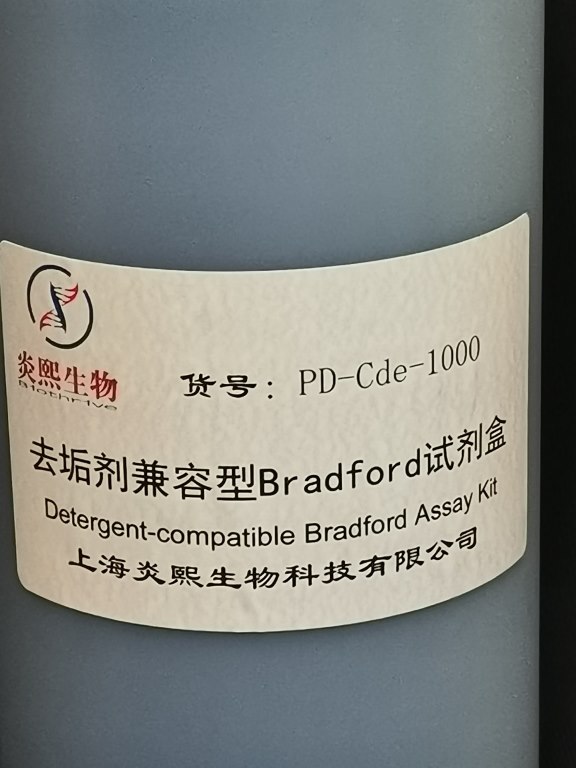 炎熙生物
Biothrive
货号：PD-Cde-1000
去垢剂兼容型Bradford试剂盒
Detergent-compatible Bradford Assay Kit
上海炎熙生物科技有限公司